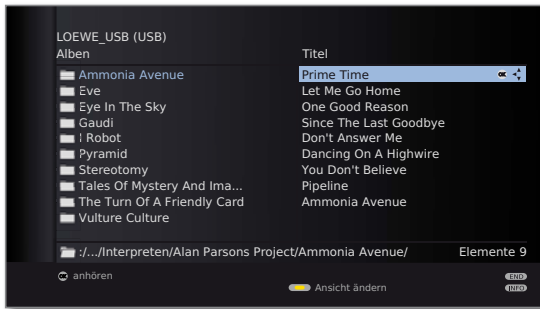 LOEWE_USB (USB)
Alben
Ammonia Avenue
Eve
Eye In The Sky
Gaudi
I Robot
Pyramid
Stereotomy
Tales Of Mystery And Ima...
The Turn Of A Friendly Card
Vulture Culture
Titel
Prime Time OK
Let Me Go Home
One Good Reason
Since The Last Goodbye
Don't Answer Me
Dancing On A Highwire
You Don't Believe
Pipeline
Ammonia Avenue
:/.../Interpreten/Alan Parsons Project/Ammonia Avenue/ Elemente 9
OK anhören END
Ansicht ändern INFO